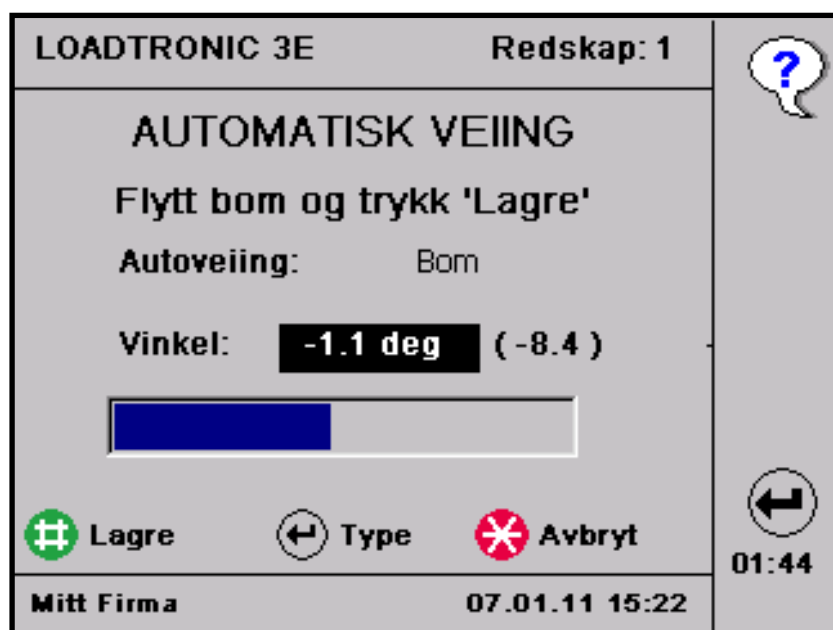 LOADTRONIC 3E Redskap: 1
?
AUTOMATISK VEIING
Flytt bom og trykk 'Lagre'
Autoveiing: Bom
Vinkel: -1.1 deg ( -8.4 )
# Lagre Type * Avbryt
01:44
Mitt Firma 07.01.11 15:22